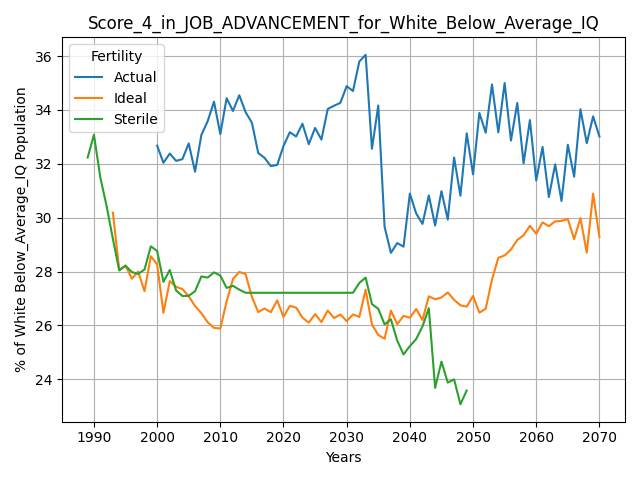 Score_4_in_JOB_ADVANCEMENT_for_White_Below_Average_IQ
Fertility
Actual
Ideal
Sterile
% of White Below_Average_IQ Population
36
34
32
30
28
26
24
1990 2000 2010 2020 2030 2040 2050 2060 2070
Years